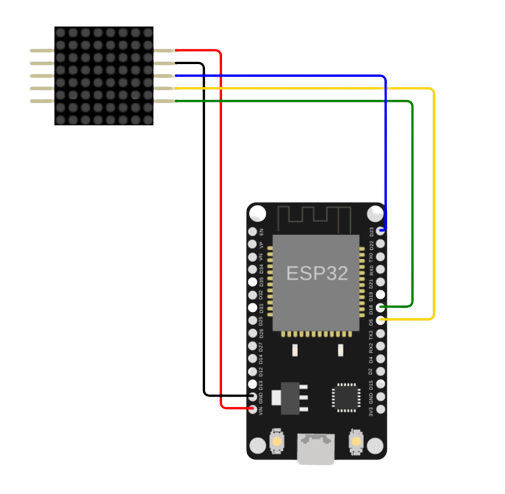 ESP32
EN
VP
VN
D34
D35
D32
D33
D25
D26
D27
D14
D12
D13
GND
VIN
D23
D22
TX0
RX0
D21
D19
D18
D5
TX2
RX2
D4
D2
D15
GND
3V3